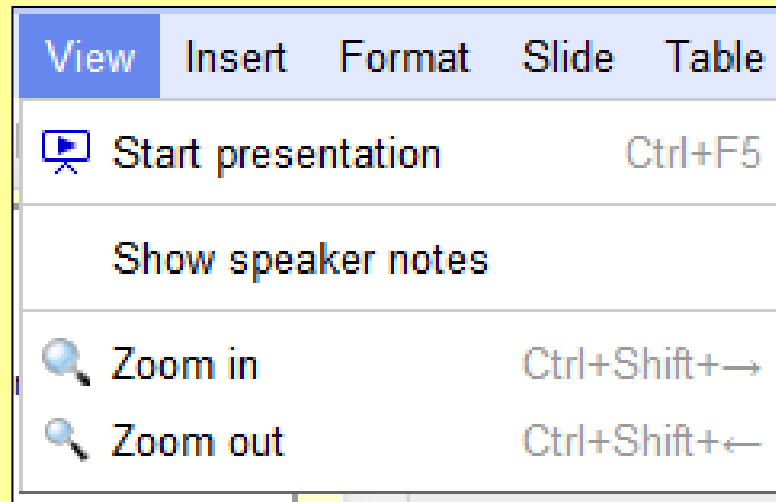 View Insert Format Slide Table
Start presentation Ctrl+F5
Show speaker notes
Zoom in Ctrl+Shift+→
Zoom out Ctrl+Shift+←